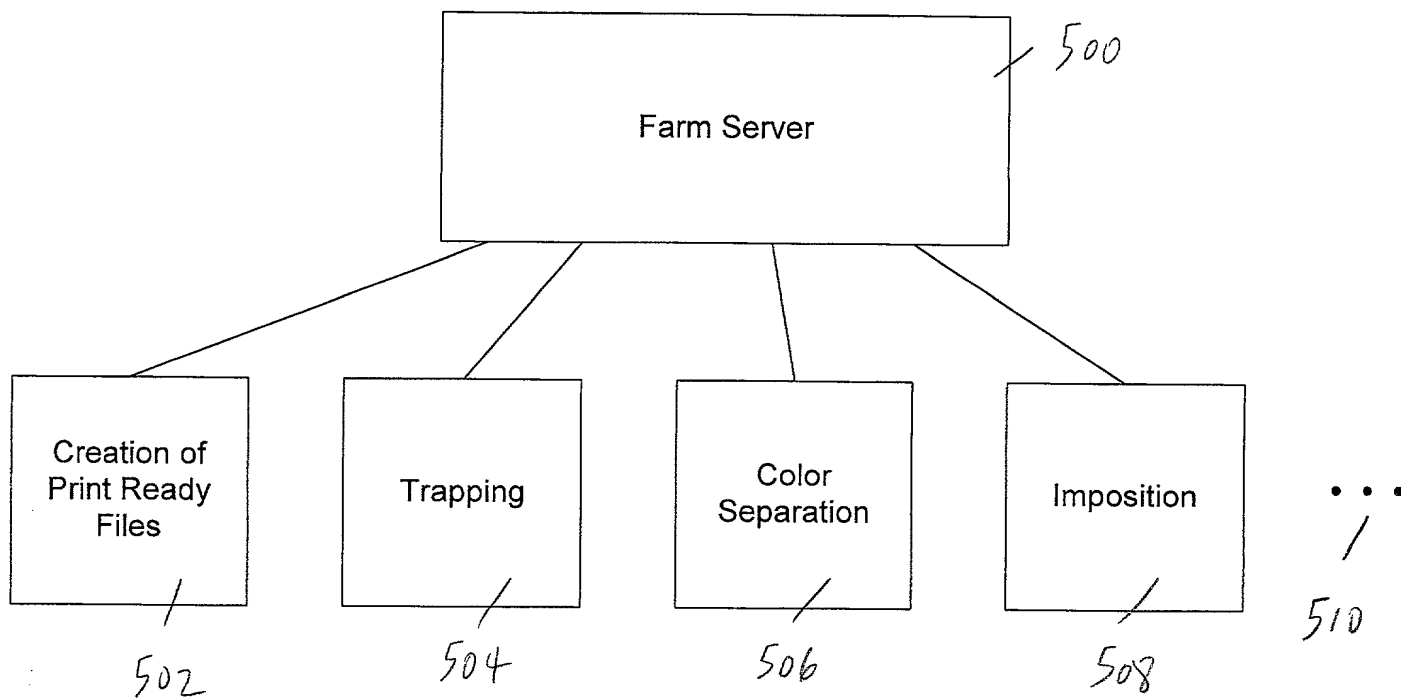 500
Farm Server
Creation of
Print Ready
Files
Trapping
Color
Separation
Imposition
• • •
502
504
506
508
510